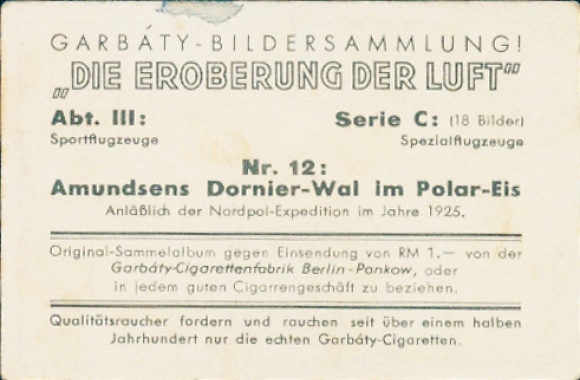 GARBÁTY-BILDERSAMMLUNG!
„DIE EROBERUNG DER LUFT“
Abt. III: Serie C: (18 Bilder)
Sportflugzeuge Spezialflugzeuge
Nr. 12:
Amundsens Dornier-Wal im Polar-Eis
Anläßlich der Nordpol-Expedition im Jahre 1925.
Original-Sammelalbum gegen Einsendung von RM 1.— von der
Garbáty-Cigarettenfabrik Berlin-Pankow, oder
in jedem guten Cigarrengeschäft zu beziehen.
Qualitätsraucher fordern und rauchen seit über einem halben
Jahrhundert nur die echten Garbáty-Cigaretten.